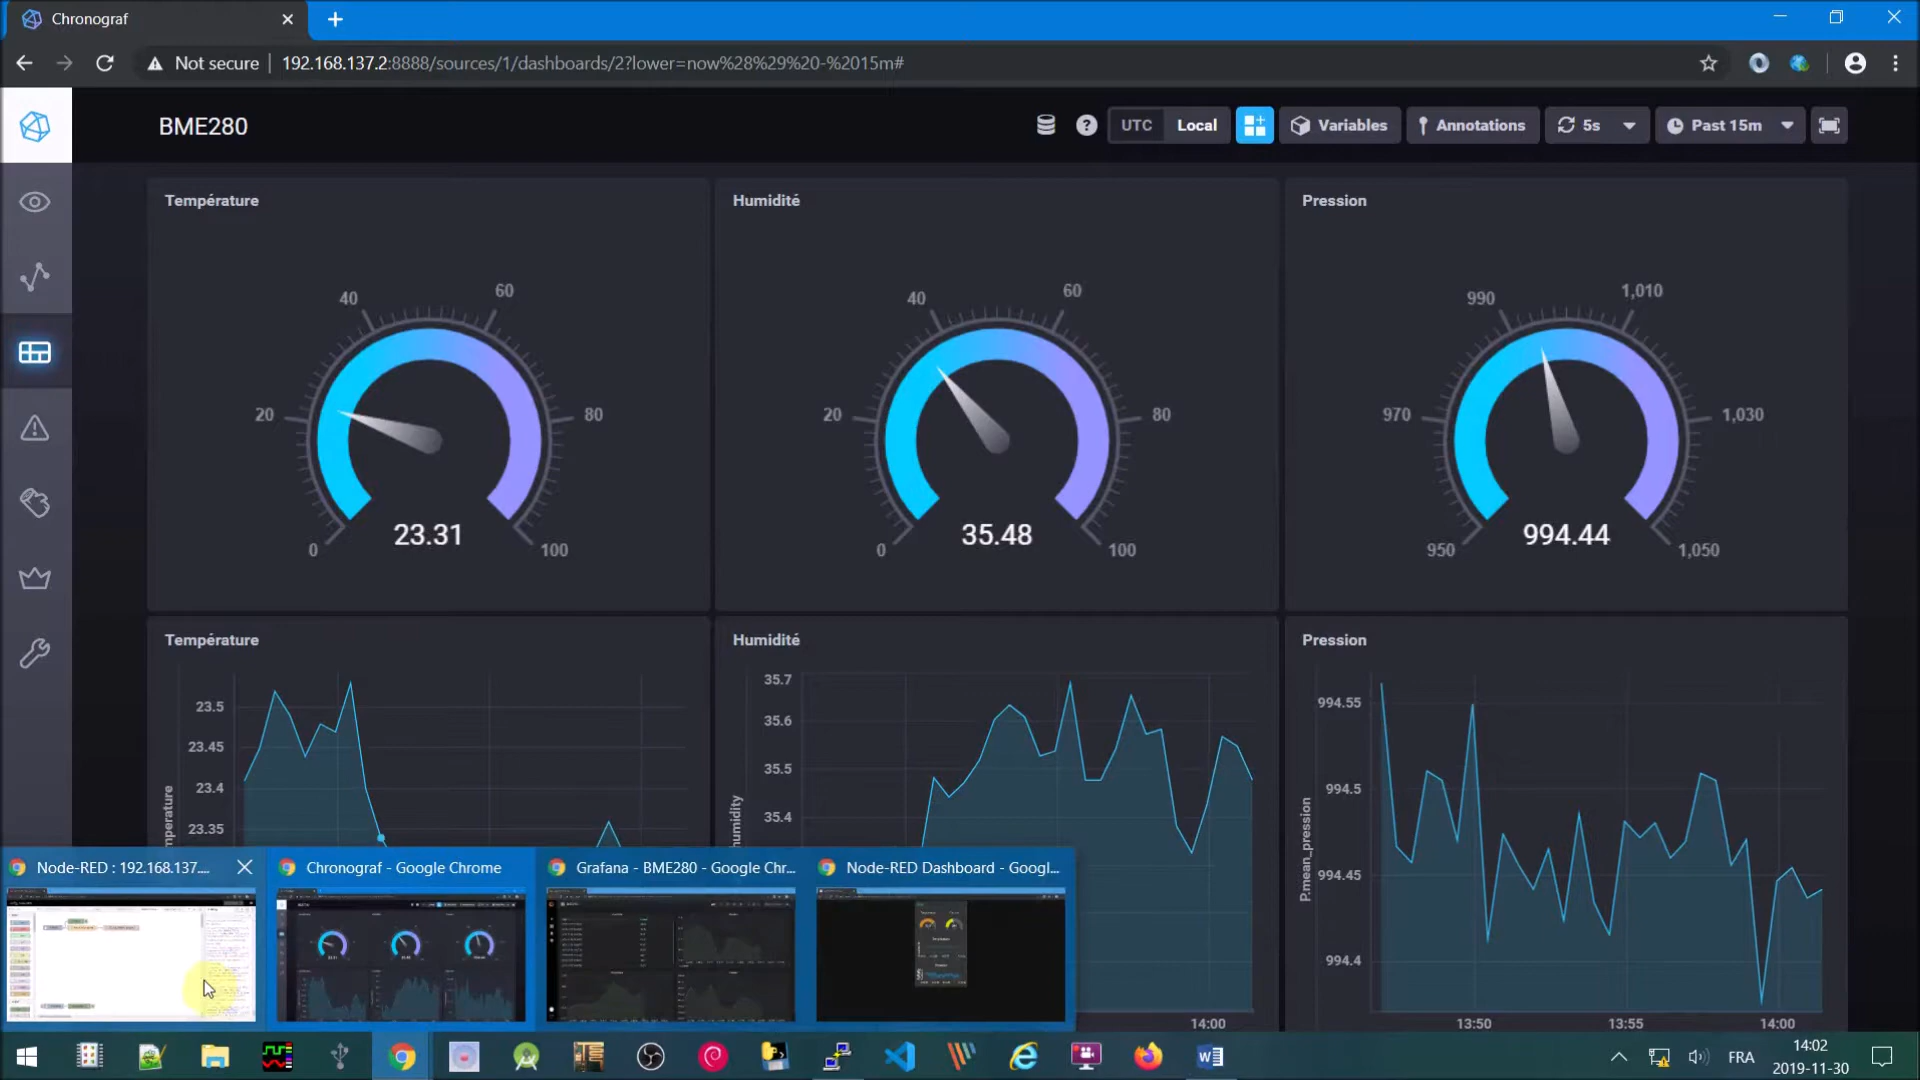 Chronograf
Not secure
192.168.137.2:8888/sources/1/dashboards/2?lower=now%28%29%20-%2015m#
BME280
UTC
Local
Variables
Annotations
5s
Past 15m
Température
0
20
40
60
80
100
23.31
Humidité
0
20
40
60
80
100
35.48
Pression
950
970
990
1,010
1,030
1,050
994.44
Température
23.5
23.45
23.4
23.35
Humidité
35.7
35.6
35.5
35.4
14:00
Pression
P.mean_pression
994.55
994.5
994.45
994.4
13:50
13:55
14:00
Node-RED : 192.168.137....
Chronograf - Google Chrome
Grafana - BME280 - Google Chr...
Node-RED Dashboard - Googl...
FRA
14:02
2019-11-30